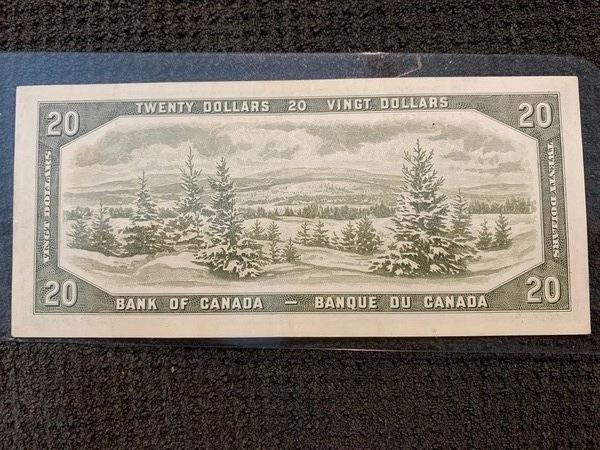 TWENTY DOLLARS 20 VINGT DOLLARS
20
20
VINGT DOLLARS
TWENTY DOLLARS
20
20
BANK OF CANADA — BANQUE DU CANADA